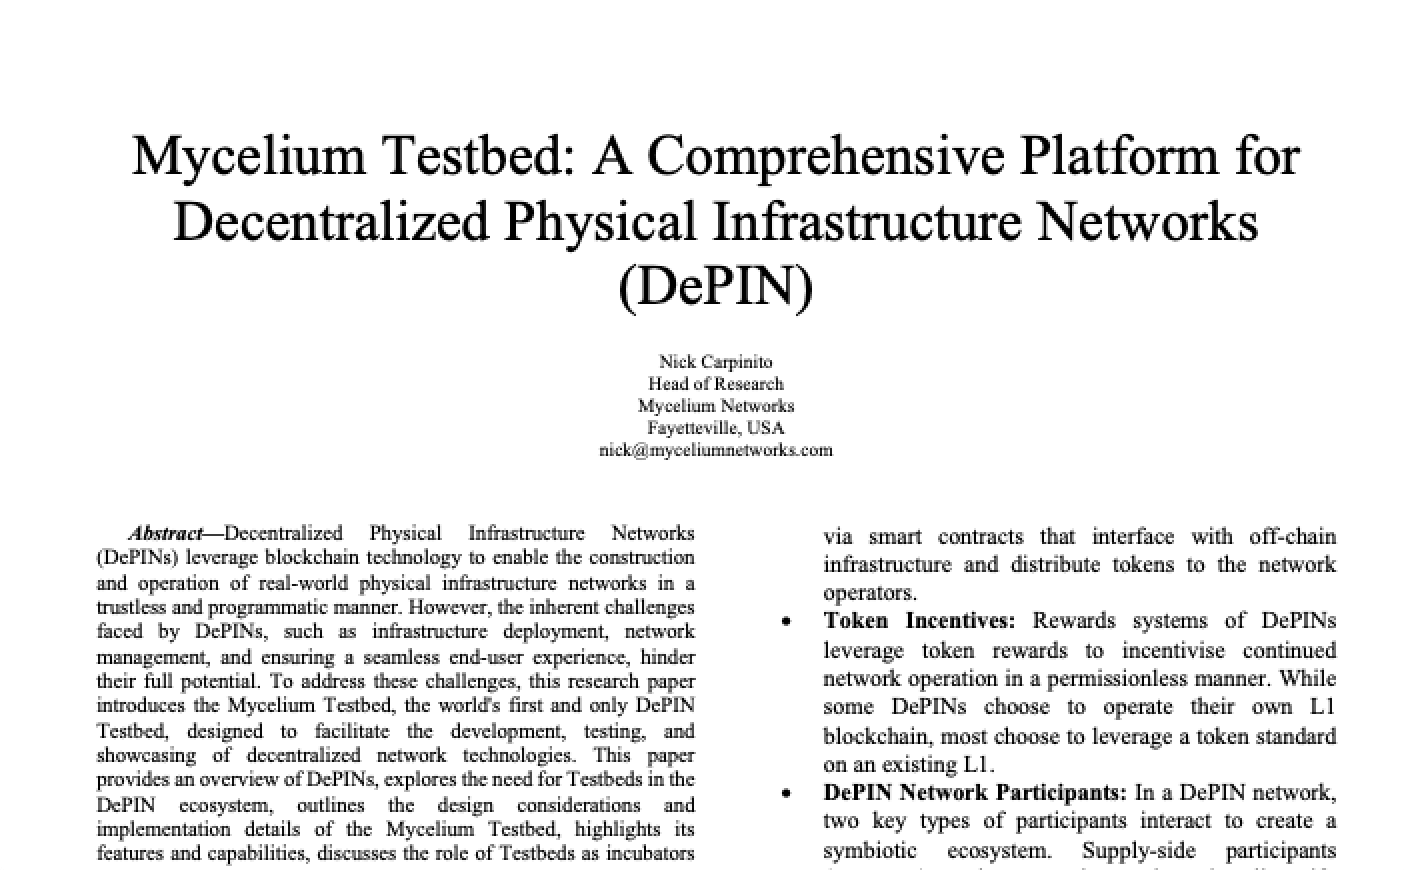 Mycelium Testbed: A Comprehensive Platform for
Decentralized Physical Infrastructure Networks
(DePIN)
Nick Carpinito
Head of Research
Mycelium Networks
Fayetteville, USA
nick@myceliumnetworks.com
Abstract—Decentralized Physical Infrastructure Networks
(DePINs) leverage blockchain technology to enable the construction
and operation of real-world physical infrastructure networks in a
trustless and programmatic manner. However, the inherent challenges
faced by DePINs, such as infrastructure deployment, network
management, and ensuring a seamless end-user experience, hinder
their full potential. To address these challenges, this research paper
introduces the Mycelium Testbed, the world's first and only DePIN
Testbed, designed to facilitate the development, testing, and
showcasing of decentralized network technologies. This paper
provides an overview of DePINs, explores the need for Testbeds in the
DePIN ecosystem, outlines the design considerations and
implementation details of the Mycelium Testbed, highlights its
features and capabilities, discusses the role of Testbeds as incubators
via smart contracts that interface with off-chain
infrastructure and distribute tokens to the network
operators.
• Token Incentives: Rewards systems of DePINs
leverage token rewards to incentivise continued
network operation in a permissionless manner. While
some DePINs choose to operate their own L1
blockchain, most choose to leverage a token standard
on an existing L1.
• DePIN Network Participants: In a DePIN network,
two key types of participants interact to create a
symbiotic ecosystem. Supply-side participants